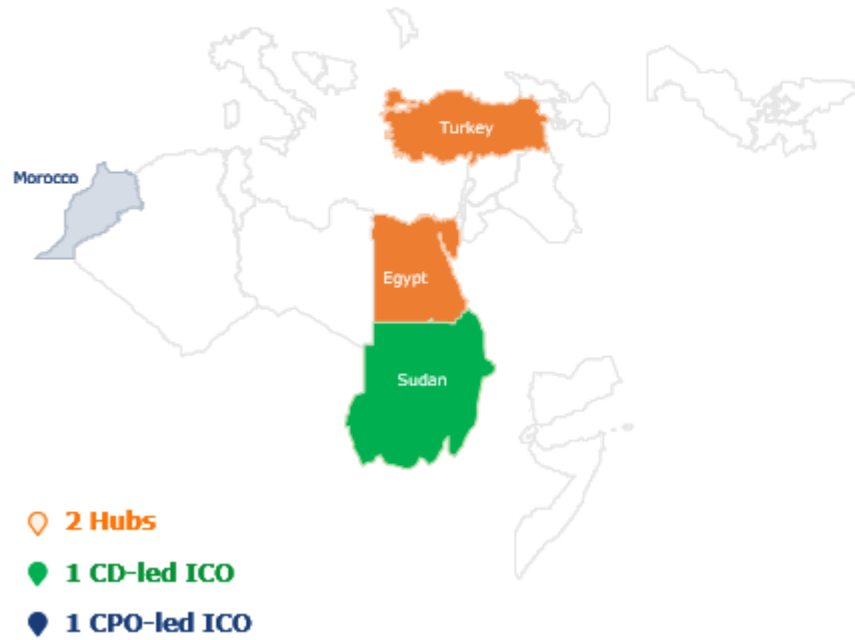 Turkey
Morocco
Egypt
Sudan
2 Hubs
1 CD-led ICO
1 CPO-led ICO